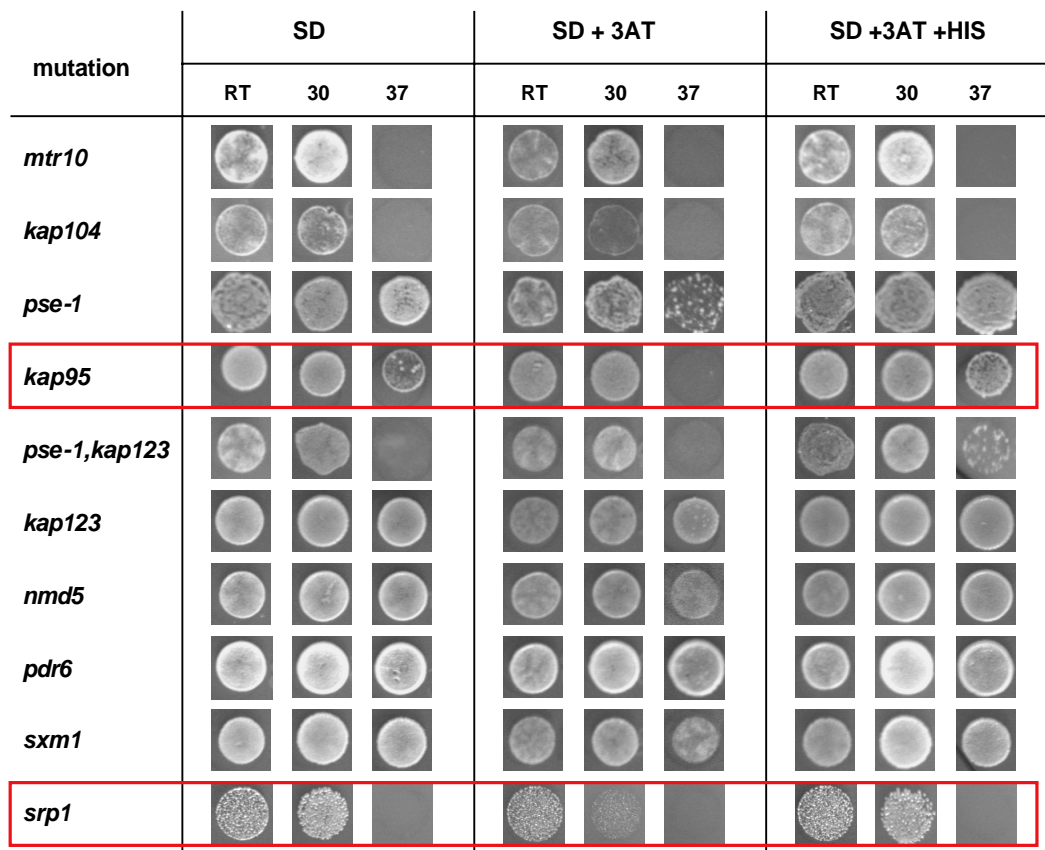 SD SD + 3AT SD +3AT +HIS
mutation
RT 30 37 RT 30 37 RT 30 37
mtr10
kap104
pse-1
kap95
pse-1,kap123
kap123
nmd5
pdr6
sxm1
srp1